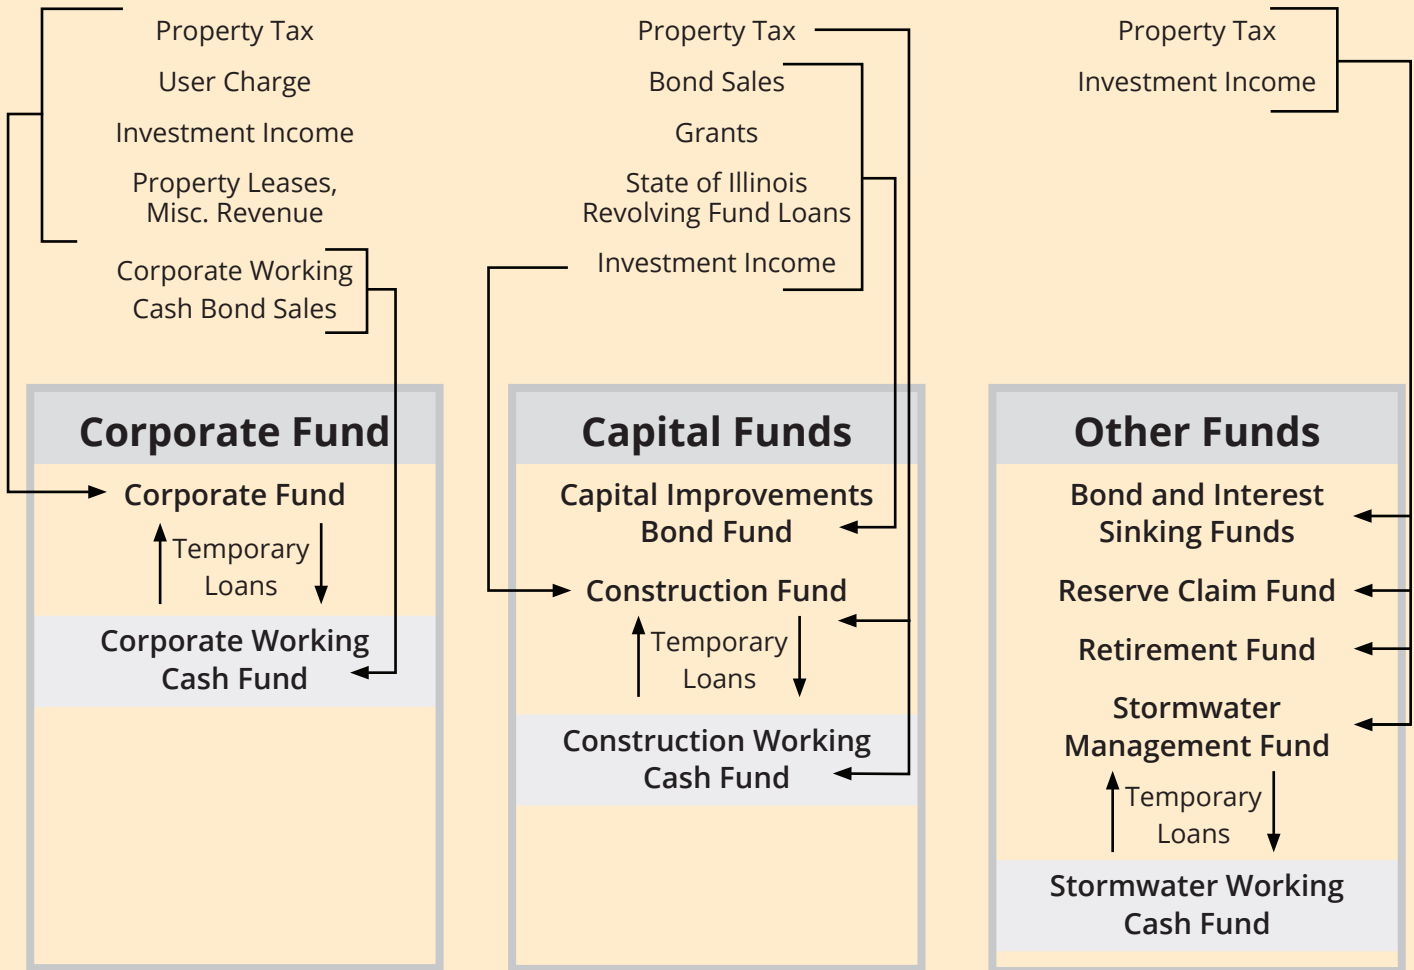 Property Tax
User Charge
Investment Income
Property Leases,
Misc. Revenue
Corporate Working
Cash Bond Sales
Corporate Fund
Corporate Fund
Temporary
Loans
Corporate Working
Cash Fund
Property Tax
Bond Sales
Grants
State of Illinois
Revolving Fund Loans
Investment Income
Capital Funds
Capital Improvements
Bond Fund
Construction Fund
Temporary
Loans
Construction Working
Cash Fund
Property Tax
Investment Income
Other Funds
Bond and Interest
Sinking Funds
Reserve Claim Fund
Retirement Fund
Stormwater
Management Fund
Temporary
Loans
Stormwater Working
Cash Fund